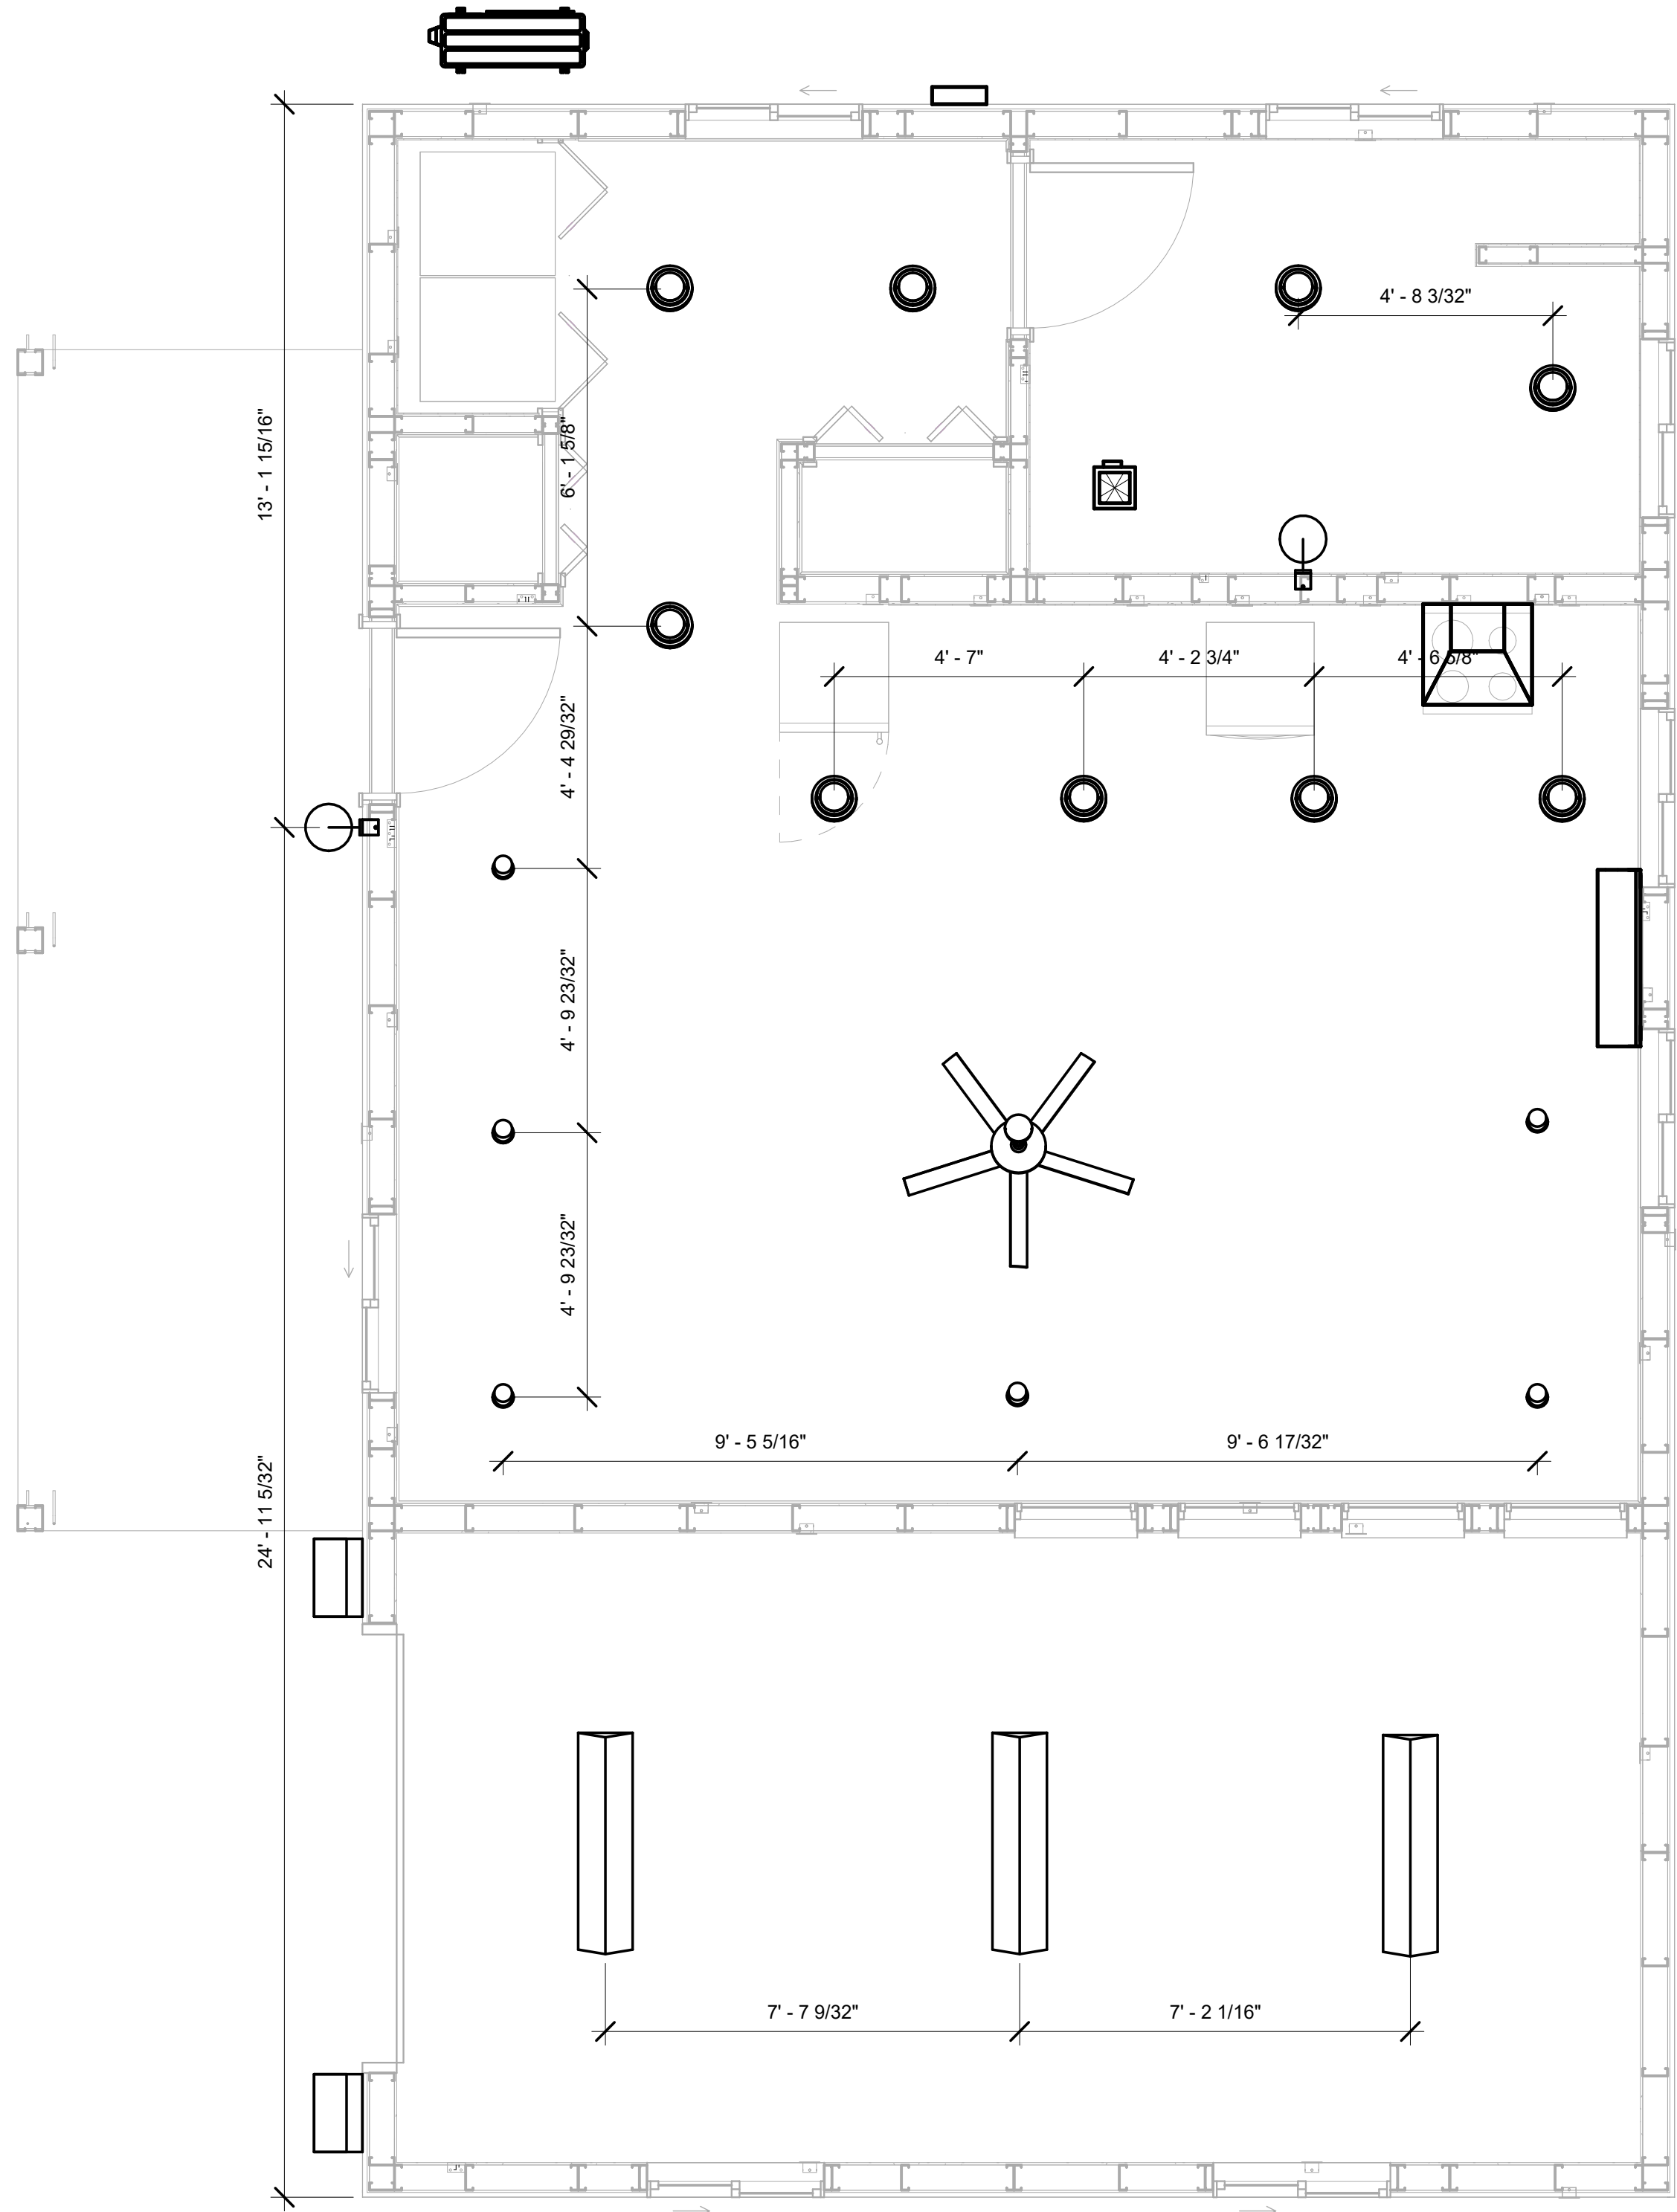 4' - 8 3/32"
13' - 1 15/16"
6' - 1 5/8"
4' - 7"
4' - 2 3/4"
4' - 6 5/8"
4' - 4 29/32"
4' - 9 23/32"
4' - 9 23/32"
9' - 5 5/16"
9' - 6 17/32"
24' - 11 5/32"
7' - 7 9/32"
7' - 2 1/16"